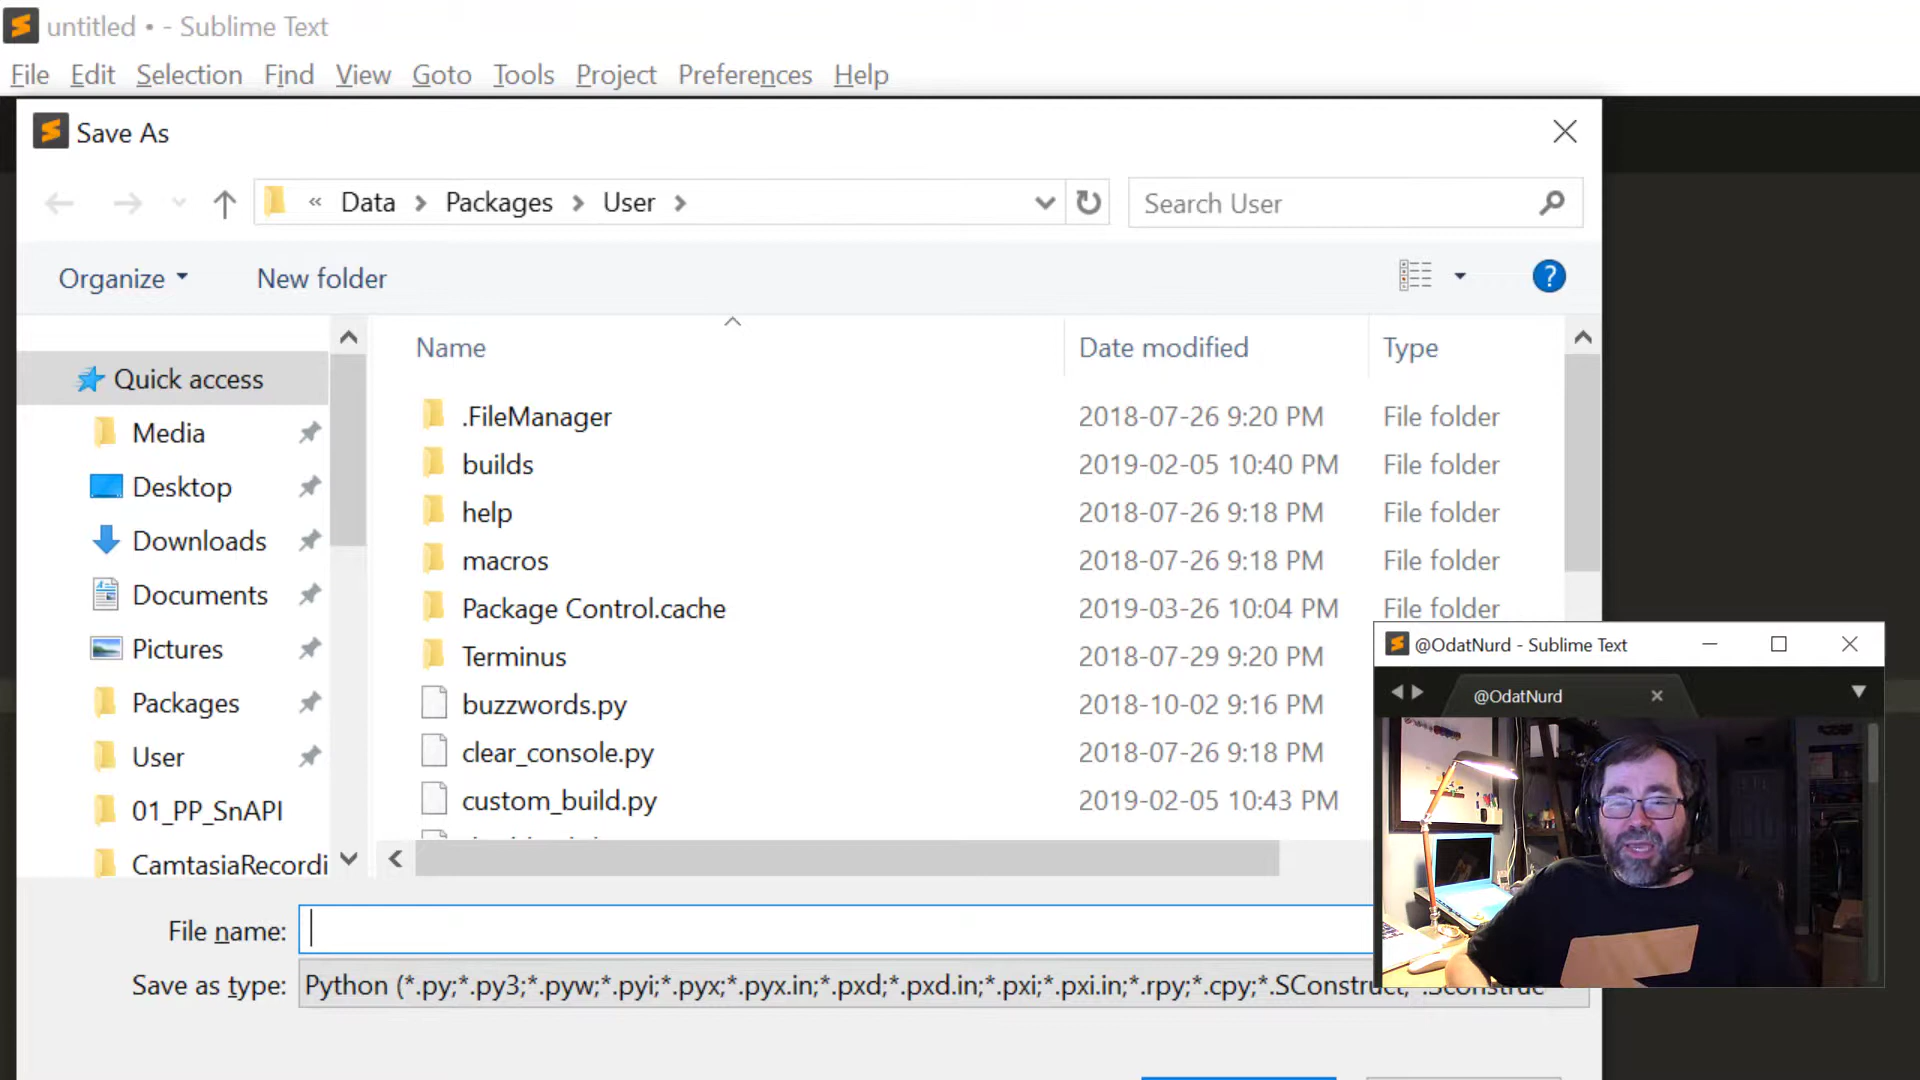 untitled • - Sublime Text
File Edit Selection Find View Goto Tools Project Preferences Help
Save As
« Data > Packages > User >
Search User
Organize
New folder
Name Date modified Type
Quick access
Media
Desktop
Downloads
Documents
Pictures
Packages
User
01_PP_SnAPI
CamtasiaRecordi
.FileManager 2018-07-26 9:20 PM File folder
builds 2019-02-05 10:40 PM File folder
help 2018-07-26 9:18 PM File folder
macros 2018-07-26 9:18 PM File folder
Package Control.cache 2019-03-26 10:04 PM File folder
Terminus 2018-07-29 9:20 PM
buzzwords.py 2018-10-02 9:16 PM
clear_console.py 2018-07-26 9:18 PM
custom_build.py 2019-02-05 10:43 PM
@OdatNurd - Sublime Text
@OdatNurd
File name:
Save as type: Python (*.py;*.py3;*.pyw;*.pyi;*.pyx;*.pyx.in;*.pxd;*.pxd.in;*.pxi;*.pxi.in;*.rpy;*.cpy;*.SConstruct;